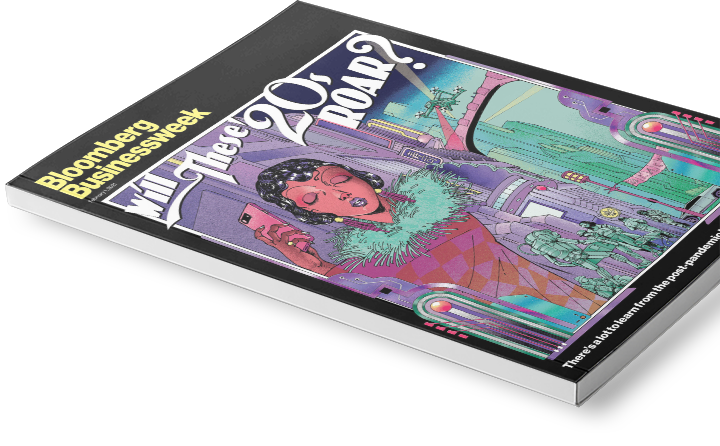 Bloomberg
Businessweek
Will These
20s
ROAR?
There's a lot to learn from the post-pandemic